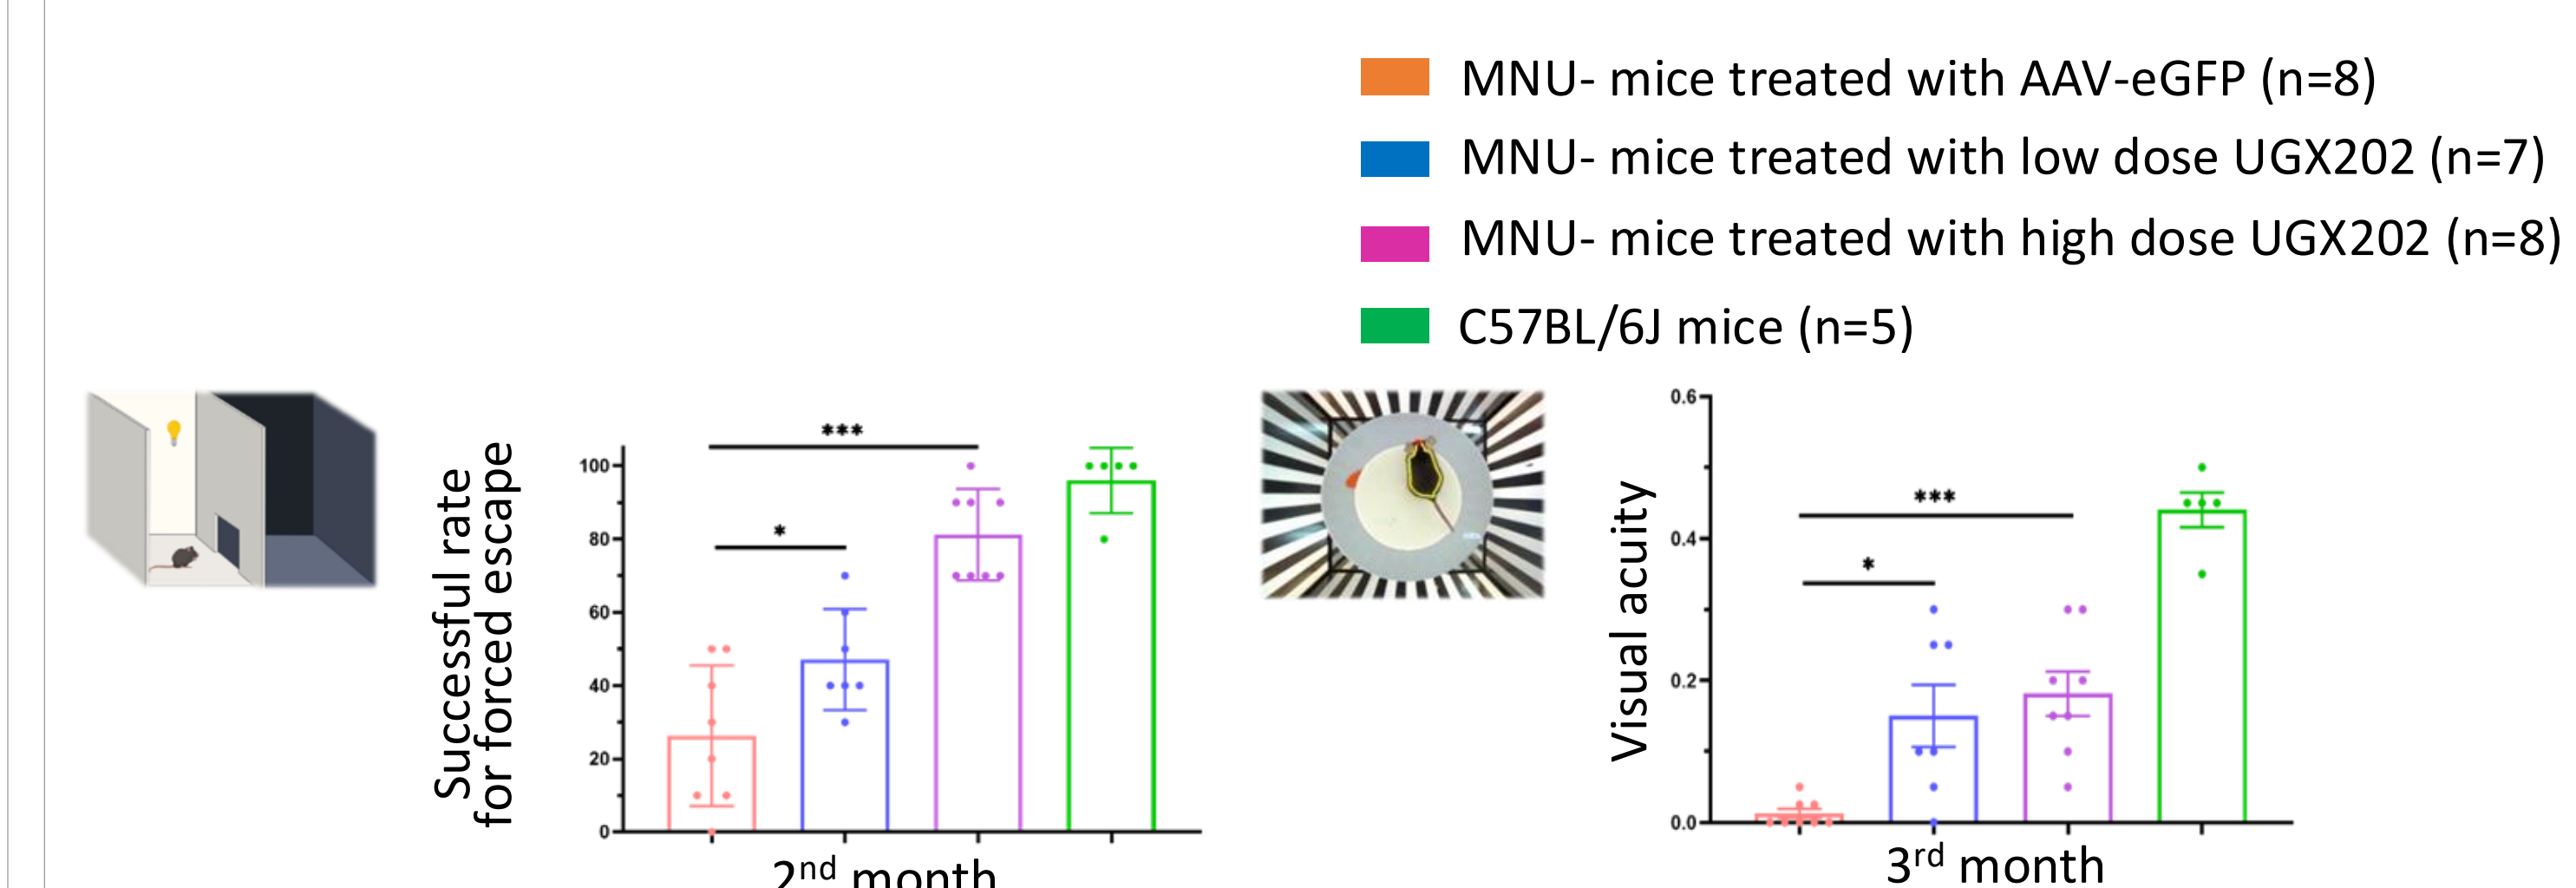 MNU- mice treated with AAV-eGFP (n=8)
MNU- mice treated with low dose UGX202 (n=7)
MNU- mice treated with high dose UGX202 (n=8)
C57BL/6J mice (n=5)
Successful rate
for forced escape
100
80
60
40
20
0
***
*
2nd month
Visual acuity
0.6
0.4
0.2
0.0
***
*
3rd month